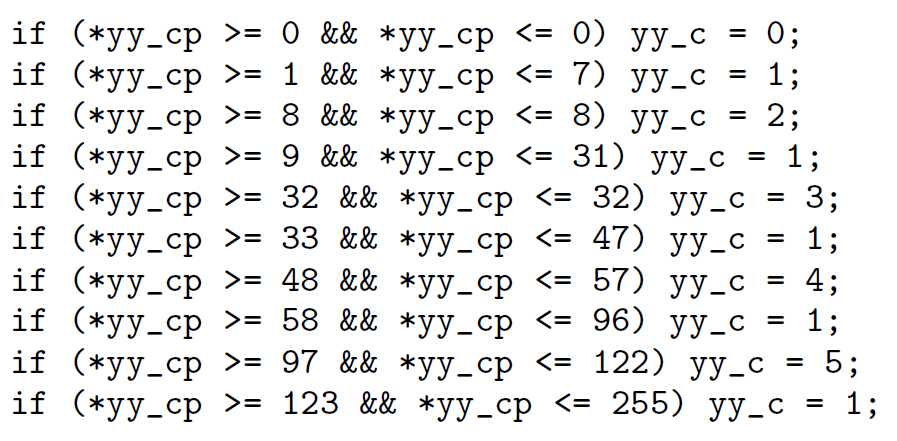 if (*yy_cp >= 0 && *yy_cp <= 0) yy_c = 0;
if (*yy_cp >= 1 && *yy_cp <= 7) yy_c = 1;
if (*yy_cp >= 8 && *yy_cp <= 8) yy_c = 2;
if (*yy_cp >= 9 && *yy_cp <= 31) yy_c = 1;
if (*yy_cp >= 32 && *yy_cp <= 32) yy_c = 3;
if (*yy_cp >= 33 && *yy_cp <= 47) yy_c = 1;
if (*yy_cp >= 48 && *yy_cp <= 57) yy_c = 4;
if (*yy_cp >= 58 && *yy_cp <= 96) yy_c = 1;
if (*yy_cp >= 97 && *yy_cp <= 122) yy_c = 5;
if (*yy_cp >= 123 && *yy_cp <= 255) yy_c = 1;